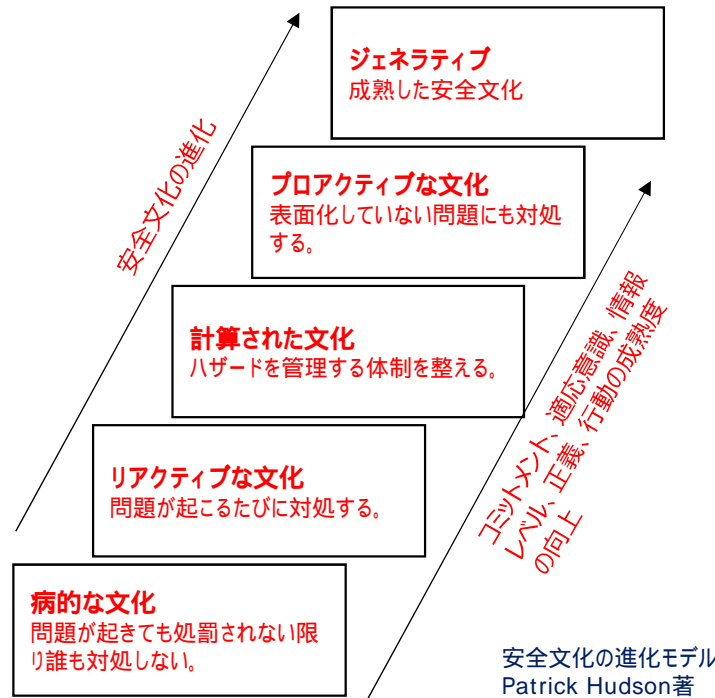 ジェネラティブ
成熟した安全文化
安全文化の進化
プロアクティブな文化
表面化していない問題にも対処
する。
計算された文化
ハザードを管理する体制を整える。
コミットメント、適応意識、情報
レベル、正義、行動の成熟度
の向上
リアクティブな文化
問題が起こるたびに対処する。
病的な文化
問題が起きても処罰されない限
り誰も対処しない。
安全文化の進化モデル
Patrick Hudson著